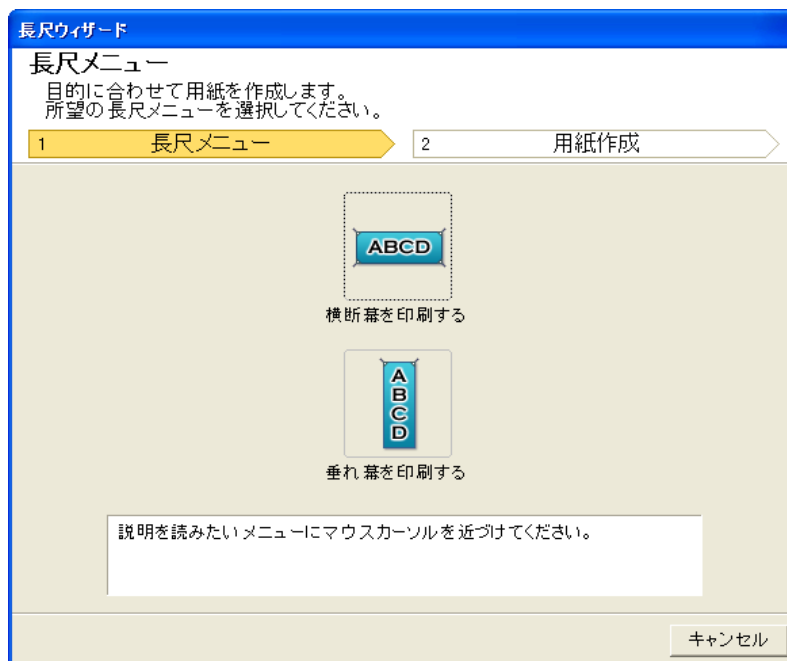 長尺ウィザード
長尺メニュー
目的に合わせて用紙を作成します。
所望の長尺メニューを選択してください。
1 長尺メニュー 2 用紙作成
ABCD
横断幕を印刷する
A
B
C
D
垂れ幕を印刷する
説明を読みたいメニューにマウスカーソルを近づけてください。
キャンセル